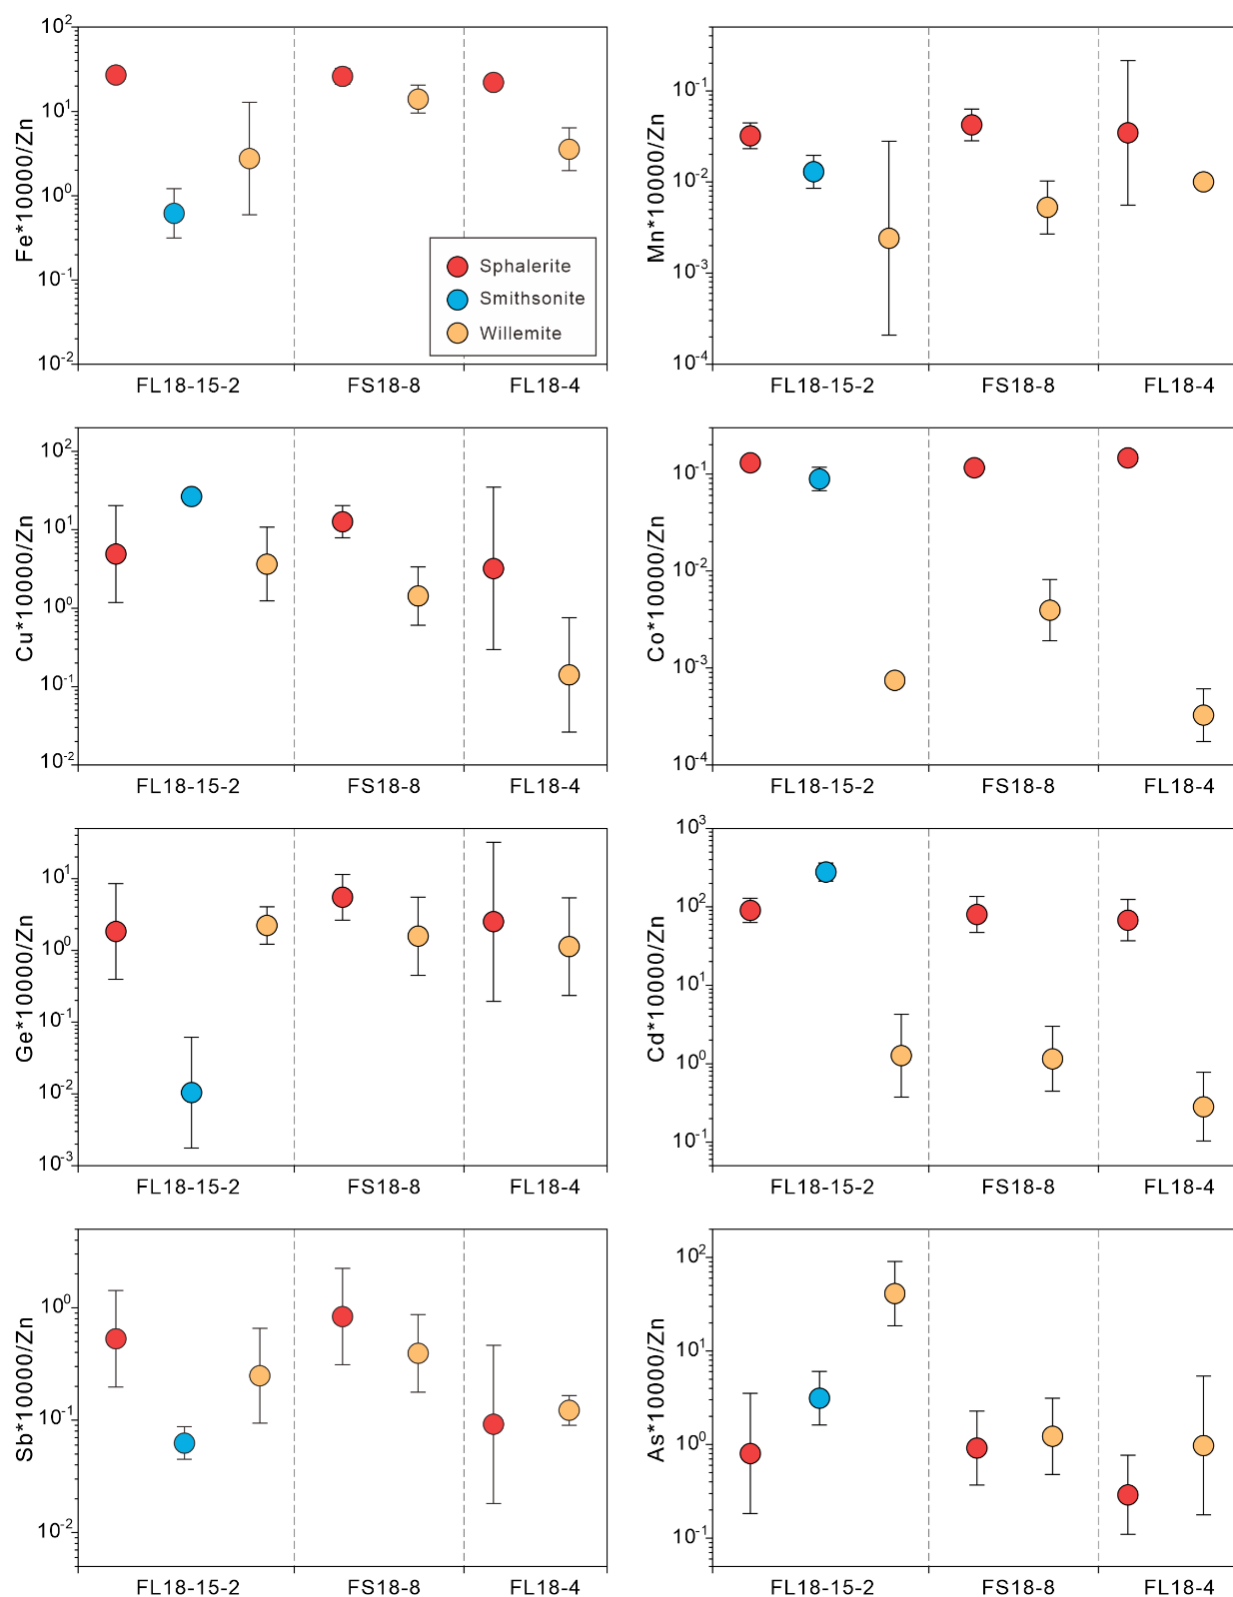 Fe*10000/Zn
10²
10¹
10⁰
10⁻¹
10⁻²
Sphalerite
Smithsonite
Willemite
FL18-15-2 FS18-8 FL18-4
Mn*10000/Zn
10⁻¹
10⁻²
10⁻³
10⁻⁴
FL18-15-2 FS18-8 FL18-4
Cu*10000/Zn
10²
10¹
10⁰
10⁻¹
10⁻²
FL18-15-2 FS18-8 FL18-4
Co*10000/Zn
10⁻¹
10⁻²
10⁻³
10⁻⁴
FL18-15-2 FS18-8 FL18-4
Ge*10000/Zn
10¹
10⁰
10⁻¹
10⁻²
10⁻³
FL18-15-2 FS18-8 FL18-4
Cd*10000/Zn
10³
10²
10¹
10⁰
10⁻¹
FL18-15-2 FS18-8 FL18-4
Sb*10000/Zn
10⁰
10⁻¹
10⁻²
FL18-15-2 FS18-8 FL18-4
As*10000/Zn
10²
10¹
10⁰
10⁻¹
FL18-15-2 FS18-8 FL18-4